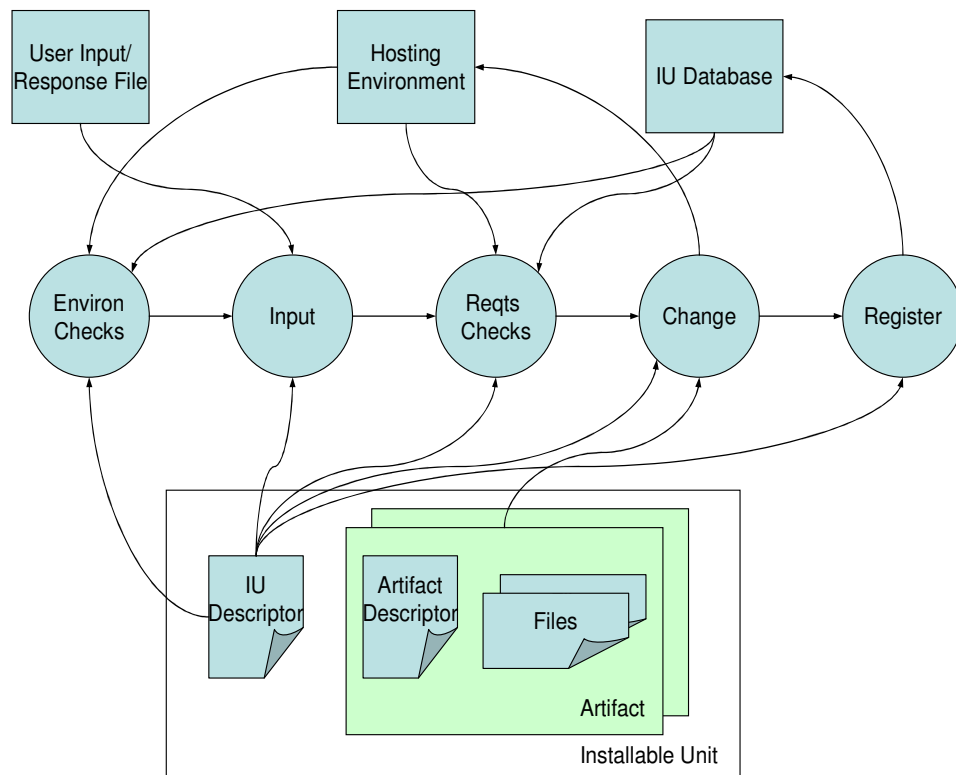 User Input/
Response File
Hosting
Environment
IU Database
Environ
Checks
Input
Reqts
Checks
Change
Register
IU
Descriptor
Artifact
Descriptor
Files
Artifact
Installable Unit